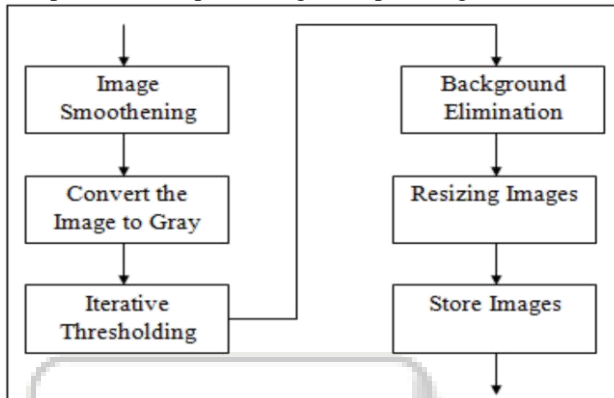 Image
Smoothening
Convert the
Image to Gray
Iterative
Thresholding
Background
Elimination
Resizing Images
Store Images